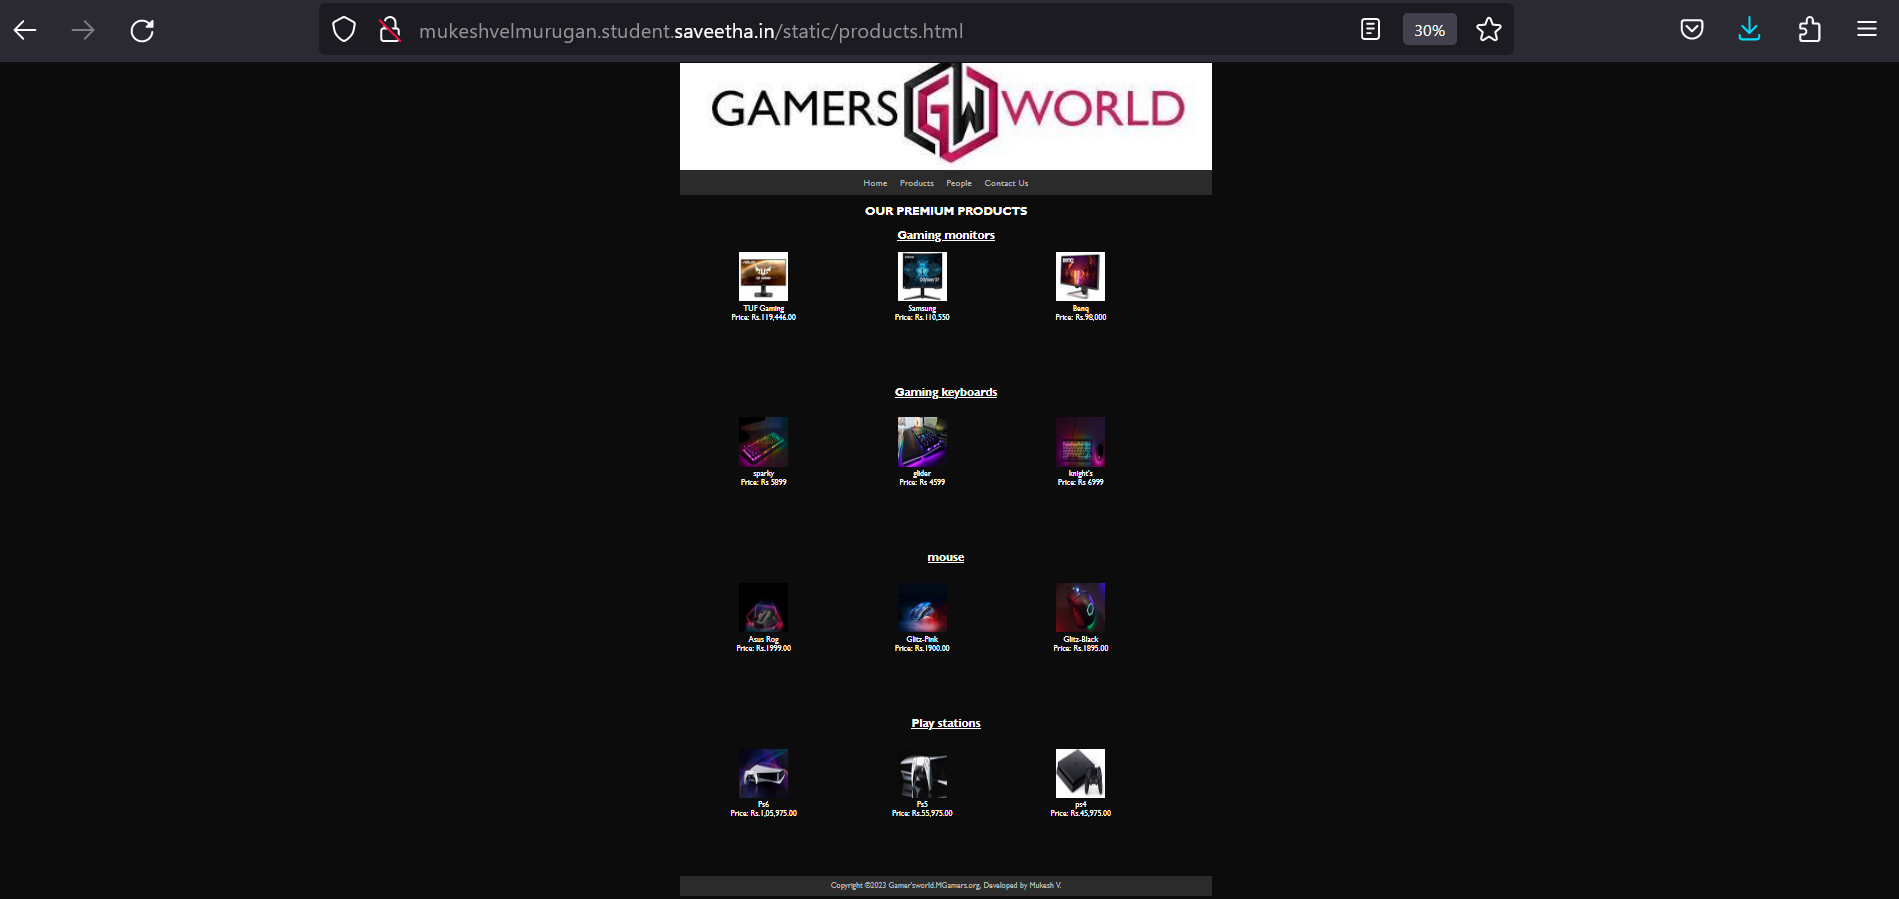 mukeshvelmurugan.student.saveetha.in/static/products.html
30%
GAMERS GW WORLD
Home Products People Contact Us
OUR PREMIUM PRODUCTS
Gaming monitors
TUF Gaming Samsung Benq
Price: Rs.119,446.00 Price: Rs.110,550 Price: Rs.98,000
Gaming keyboards
sparky glider knight's
Price: Rs 5899 Price: Rs 4599 Price: Rs 6999
mouse
Asus Rog Glitz-Pink Glitz-Black
Price: Rs.1999.00 Price: Rs.1900.00 Price: Rs.1895.00
Play stations
Ps6 Ps5 ps4
Price: Rs.1,05,975.00 Price: Rs.55,975.00 Price: Rs.45,975.00
Copyright ©2023 Gamer'sworld.MGamers.org, Developed by Mukesh V.